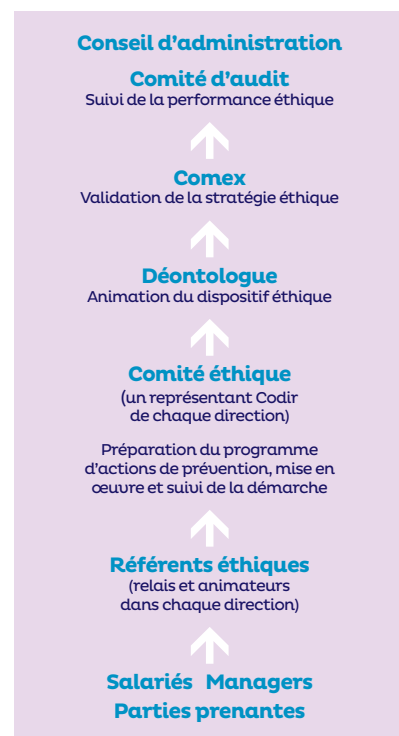 Conseil d’administration
Comité d’audit
Suivi de la performance éthique
Comex
Validation de la stratégie éthique
Déontologue
Animation du dispositif éthique
Comité éthique
(un représentant Codir
de chaque direction)
Préparation du programme
d’actions de prévention, mise en
œuvre et suivi de la démarche
Référents éthiques
(relais et animateurs
dans chaque direction)
Salariés Managers
Parties prenantes